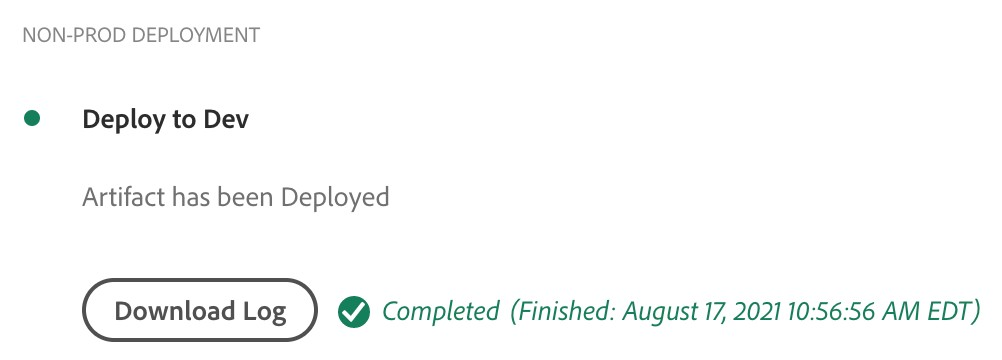 NON-PROD DEPLOYMENT
Deploy to Dev
Artifact has been Deployed
Download Log Completed (Finished: August 17, 2021 10:56:56 AM EDT)